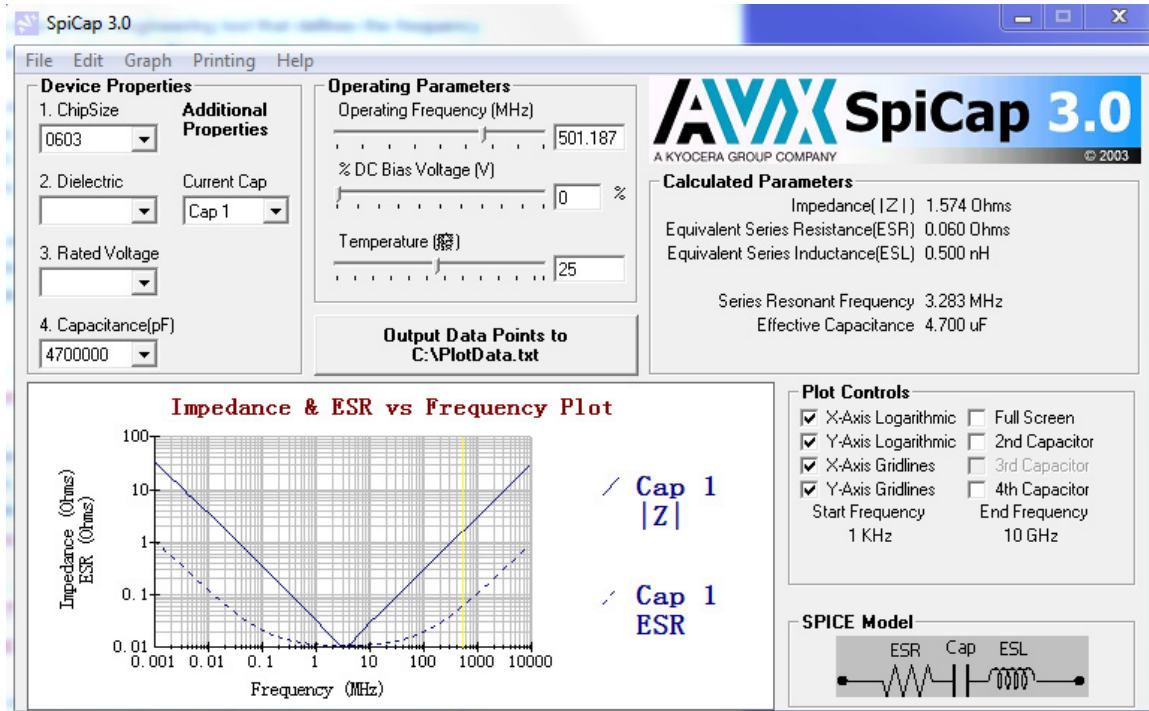 SpiCap 3.0
File Edit Graph Printing Help
Device Properties
1. ChipSize
Additional
Properties
0603
2. Dielectric
Current Cap
Cap 1
3. Rated Voltage
4. Capacitance(pF)
4700000
Operating Parameters
Operating Frequency (MHz)
501.187
% DC Bias Voltage (V)
0 %
Temperature (癈)
25
Output Data Points to
C:\PlotData.txt
AVX SpiCap 3.0
A KYOCERA GROUP COMPANY
© 2003
Calculated Parameters
Impedance( |Z| ) 1.574 Ohms
Equivalent Series Resistance(ESR) 0.060 Ohms
Equivalent Series Inductance(ESL) 0.500 nH
Series Resonant Frequency 3.283 MHz
Effective Capacitance 4.700 uF
Impedance & ESR vs Frequency Plot
Impedance (Ohms)
ESR (Ohms)
100
10
1
0.1
0.01
0.001 0.01 0.1 1 10 100 1000 10000
Frequency (MHz)
Cap 1
|Z|
Cap 1
ESR
Plot Controls
X-Axis Logarithmic Full Screen
Y-Axis Logarithmic 2nd Capacitor
X-Axis Gridlines 3rd Capacitor
Y-Axis Gridlines 4th Capacitor
Start Frequency End Frequency
1 KHz 10 GHz
SPICE Model
ESR Cap ESL